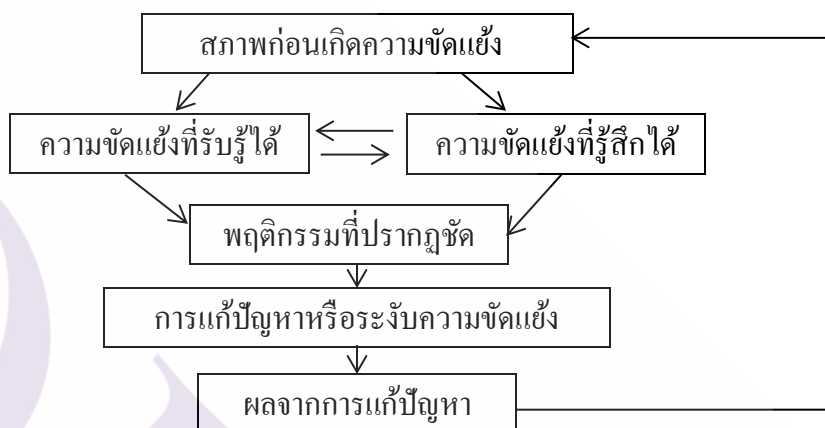 สภาพก่อนเกิดความขัดแย้ง
ความขัดแย้งที่รับรู้ได้
ความขัดแย้งที่รู้สึกได้
พฤติกรรมที่ปรากฏชัด
การแก้ปัญหาหรือระงับความขัดแย้ง
ผลจากการแก้ปัญหา